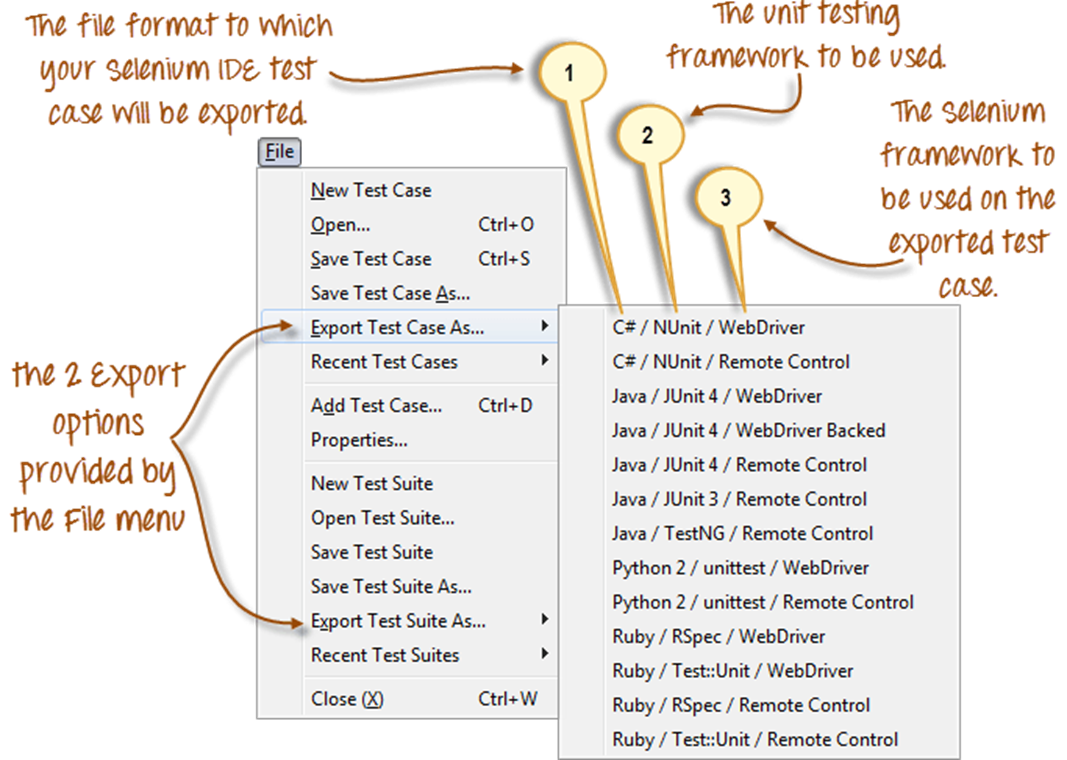 The file format to which
your Selenium IDE test
case will be exported.
The unit testing
framework to be used.
The Selenium
framework to
be used on the
exported test
case.
1
2
3
File
New Test Case
Open... Ctrl+O
Save Test Case Ctrl+S
Save Test Case As...
Export Test Case As...
Recent Test Cases
Add Test Case... Ctrl+D
Properties...
New Test Suite
Open Test Suite...
Save Test Suite
Save Test Suite As...
Export Test Suite As...
Recent Test Suites
Close (X) Ctrl+W
the 2 Export
options
provided by
the File menu
C# / NUnit / WebDriver
C# / NUnit / Remote Control
Java / JUnit 4 / WebDriver
Java / JUnit 4 / WebDriver Backed
Java / JUnit 4 / Remote Control
Java / JUnit 3 / Remote Control
Java / TestNG / Remote Control
Python 2 / unittest / WebDriver
Python 2 / unittest / Remote Control
Ruby / RSpec / WebDriver
Ruby / Test::Unit / WebDriver
Ruby / RSpec / Remote Control
Ruby / Test::Unit / Remote Control